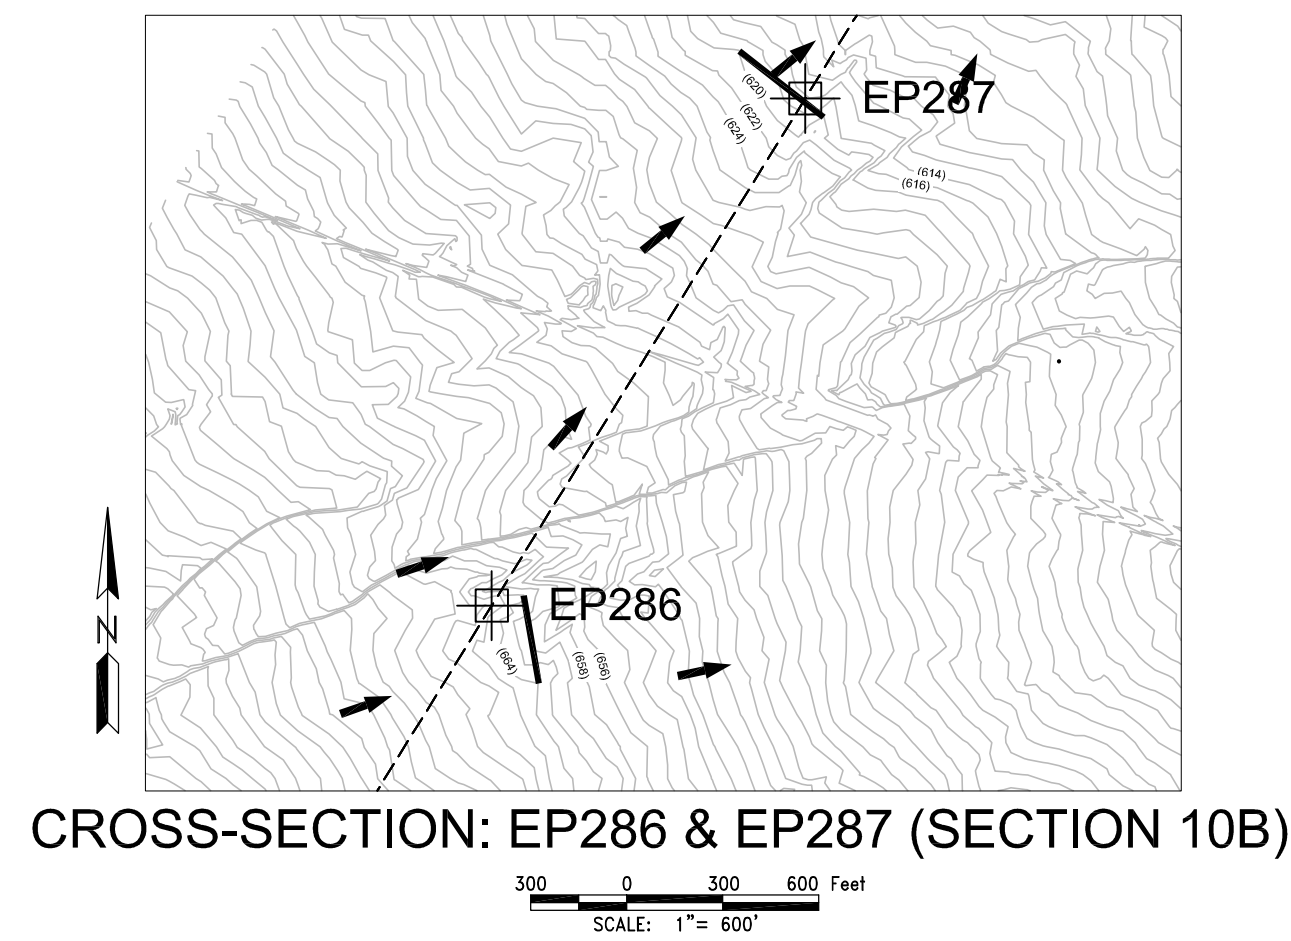 (620)
EP287
(622)
(624)
(614)
(616)
EP286
(664)
(658)
(656)
N
CROSS-SECTION: EP286 & EP287 (SECTION 10B)
300 0 300 600 Feet
SCALE: 1"= 600'